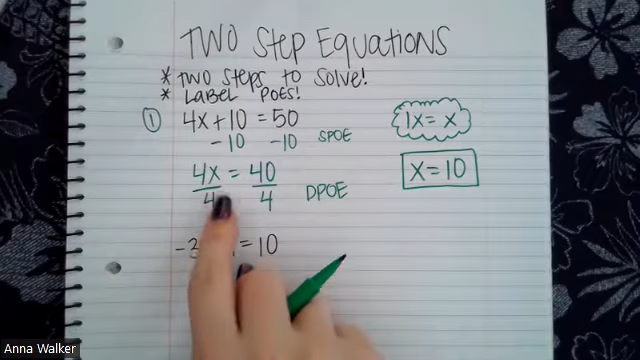 TWO STEP EQUATIONS
* TWO STEPS TO SOLVE!
* LABEL POES!
① 4x + 10 = 50
-10 -10 SPOE
4x = 40
4 4 DPOE
1x = x
x = 10
= 10
Anna Walker